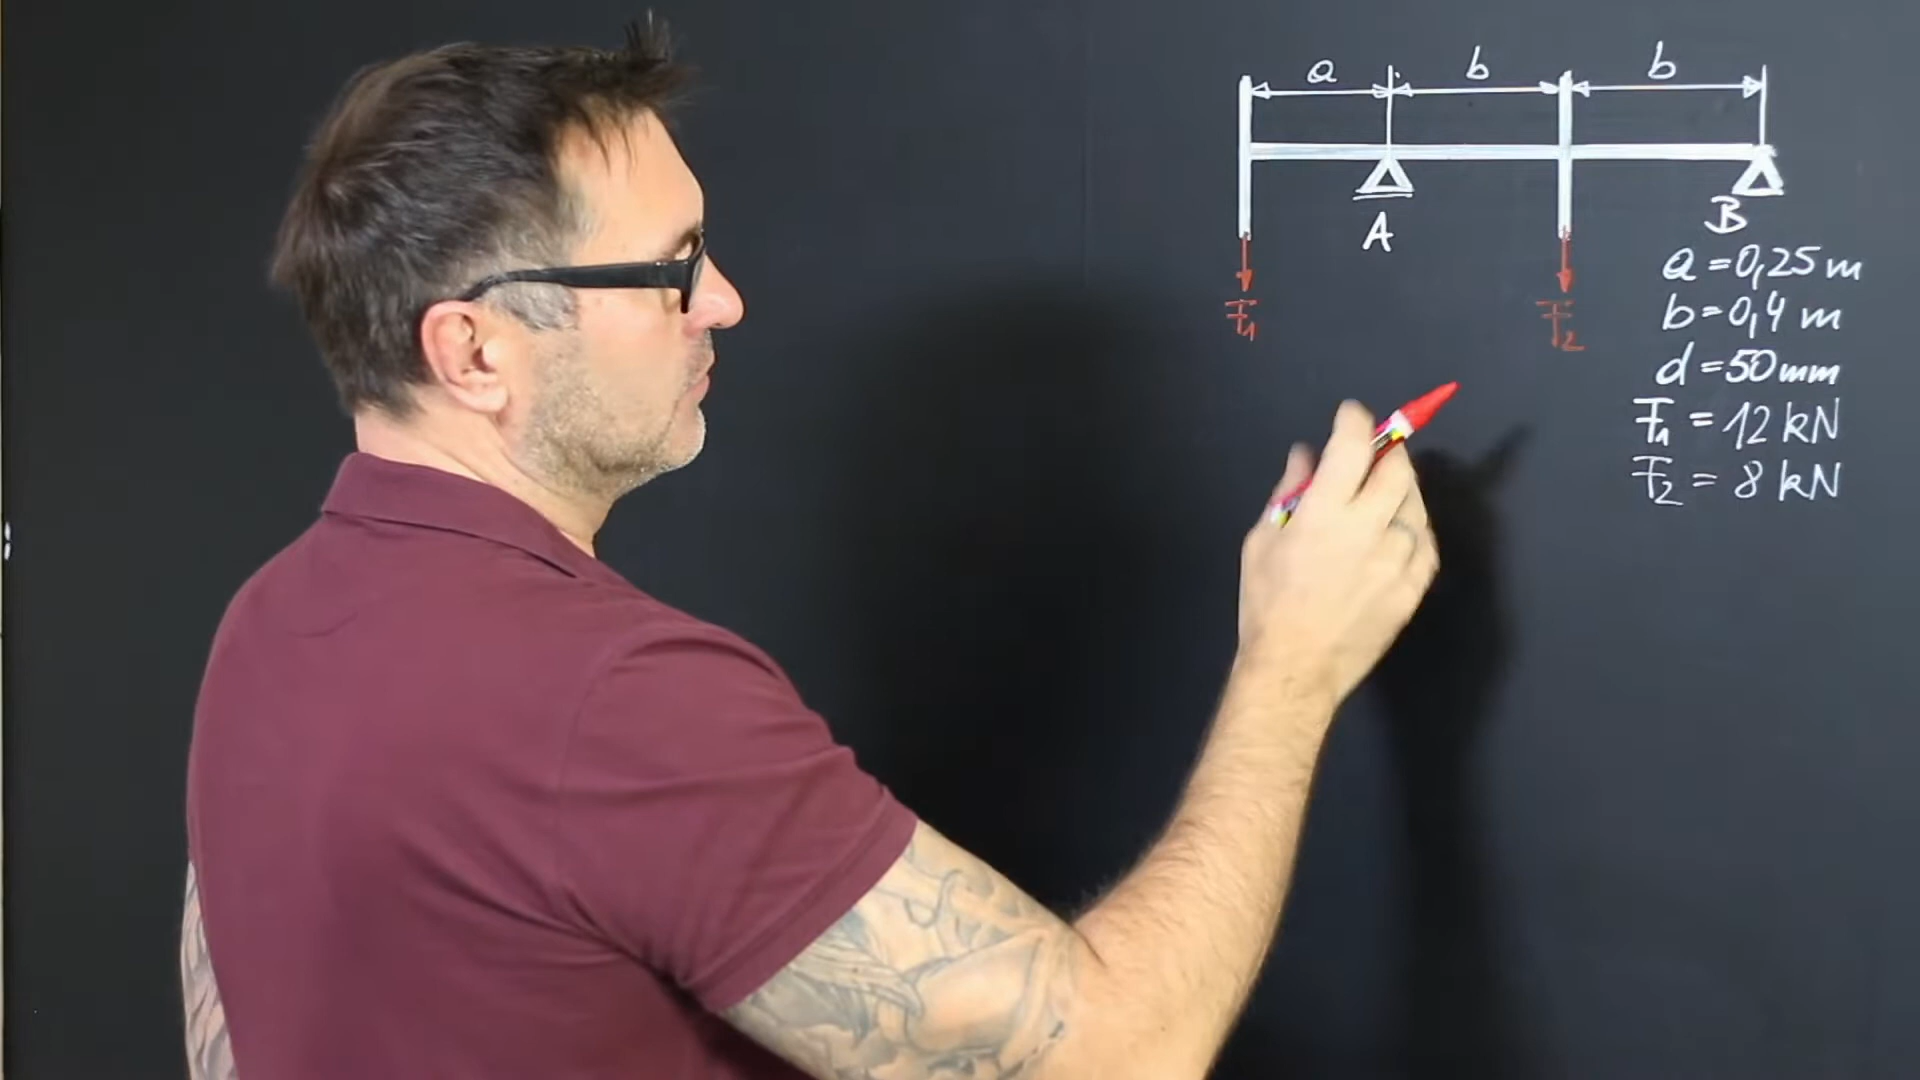 a b b
A
B
F₁ F₂
a = 0,25 m
b = 0,4 m
d = 50 mm
F₁ = 12 kN
F₂ = 8 kN